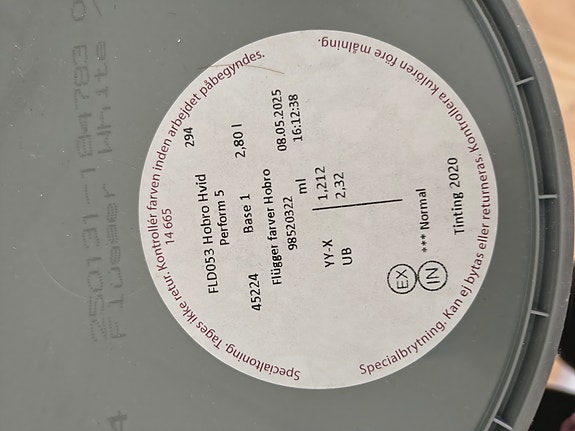 Specialtoning. Tages ikke retur. Kontrollér farven inden arbejdet påbegyndes.
14 665
294
FLD053 Hobro Hvid
Perform 5
45224 Base 1 2,80 l
Flügger farver Hobro
98520322 08.05.2025
ml 16:12:38
YY-X 1,212
UB 2,32
EX
IN *** Normal
Tinting 2020
Specialbrytning. Kan ej bytas eller returneras. Kontrollera kulören före målning.
Flugger White